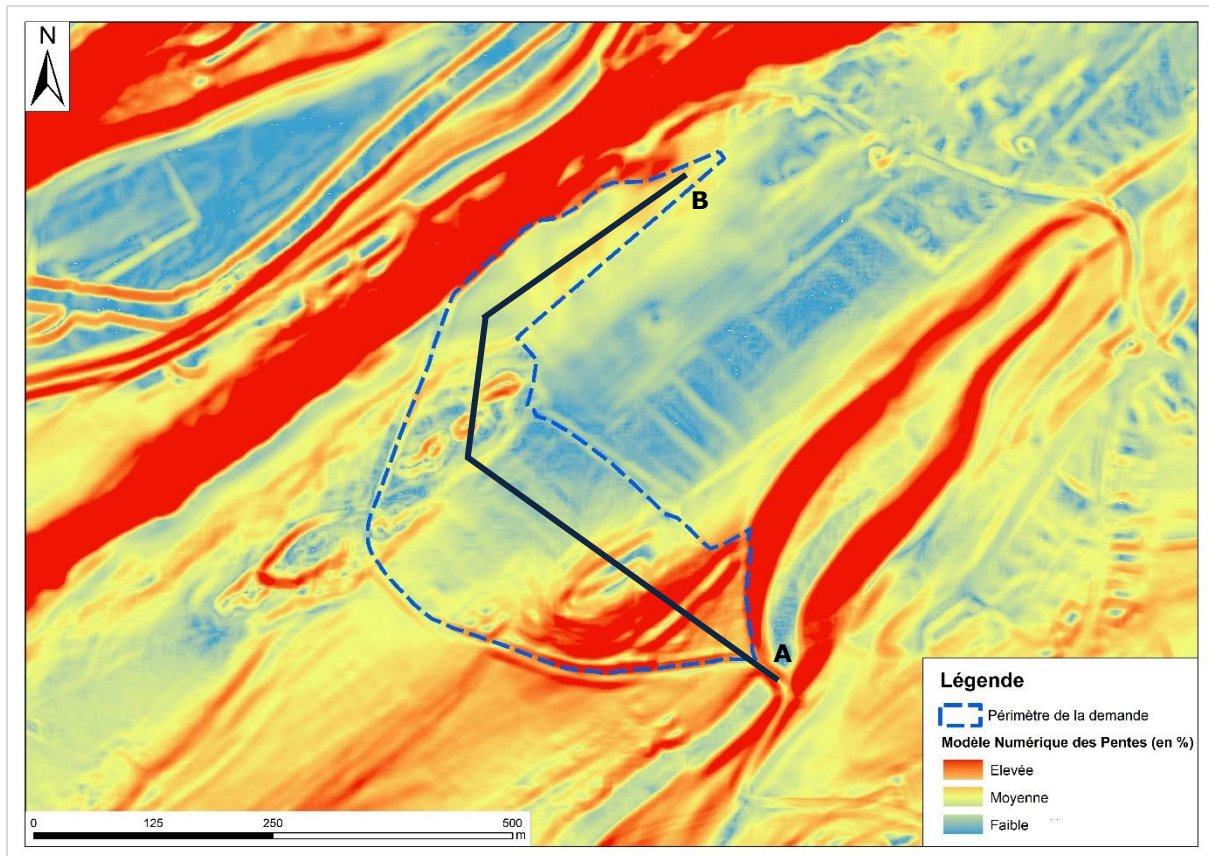 N
B
A
Légende
Périmètre de la demande
Modèle Numérique des Pentes (en %)
Elevée
Moyenne
Faible
0 125 250 500
m